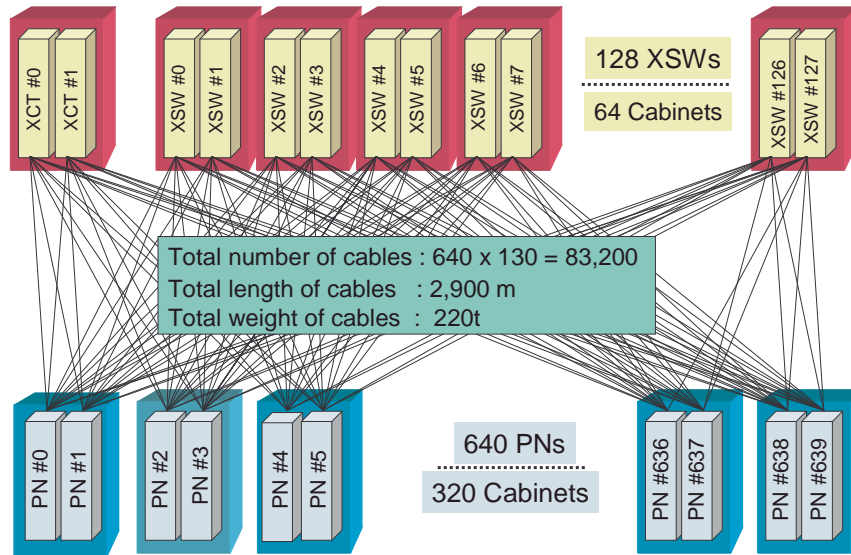 XCT #0
XCT #1
XSW #0
XSW #1
XSW #2
XSW #3
XSW #4
XSW #5
XSW #6
XSW #7
128 XSWs
64 Cabinets
XSW #126
XSW #127
Total number of cables : 640 x 130 = 83,200
Total length of cables : 2,900 m
Total weight of cables : 220t
PN #0
PN #1
PN #2
PN #3
PN #4
PN #5
640 PNs
320 Cabinets
PN #636
PN #637
PN #638
PN #639